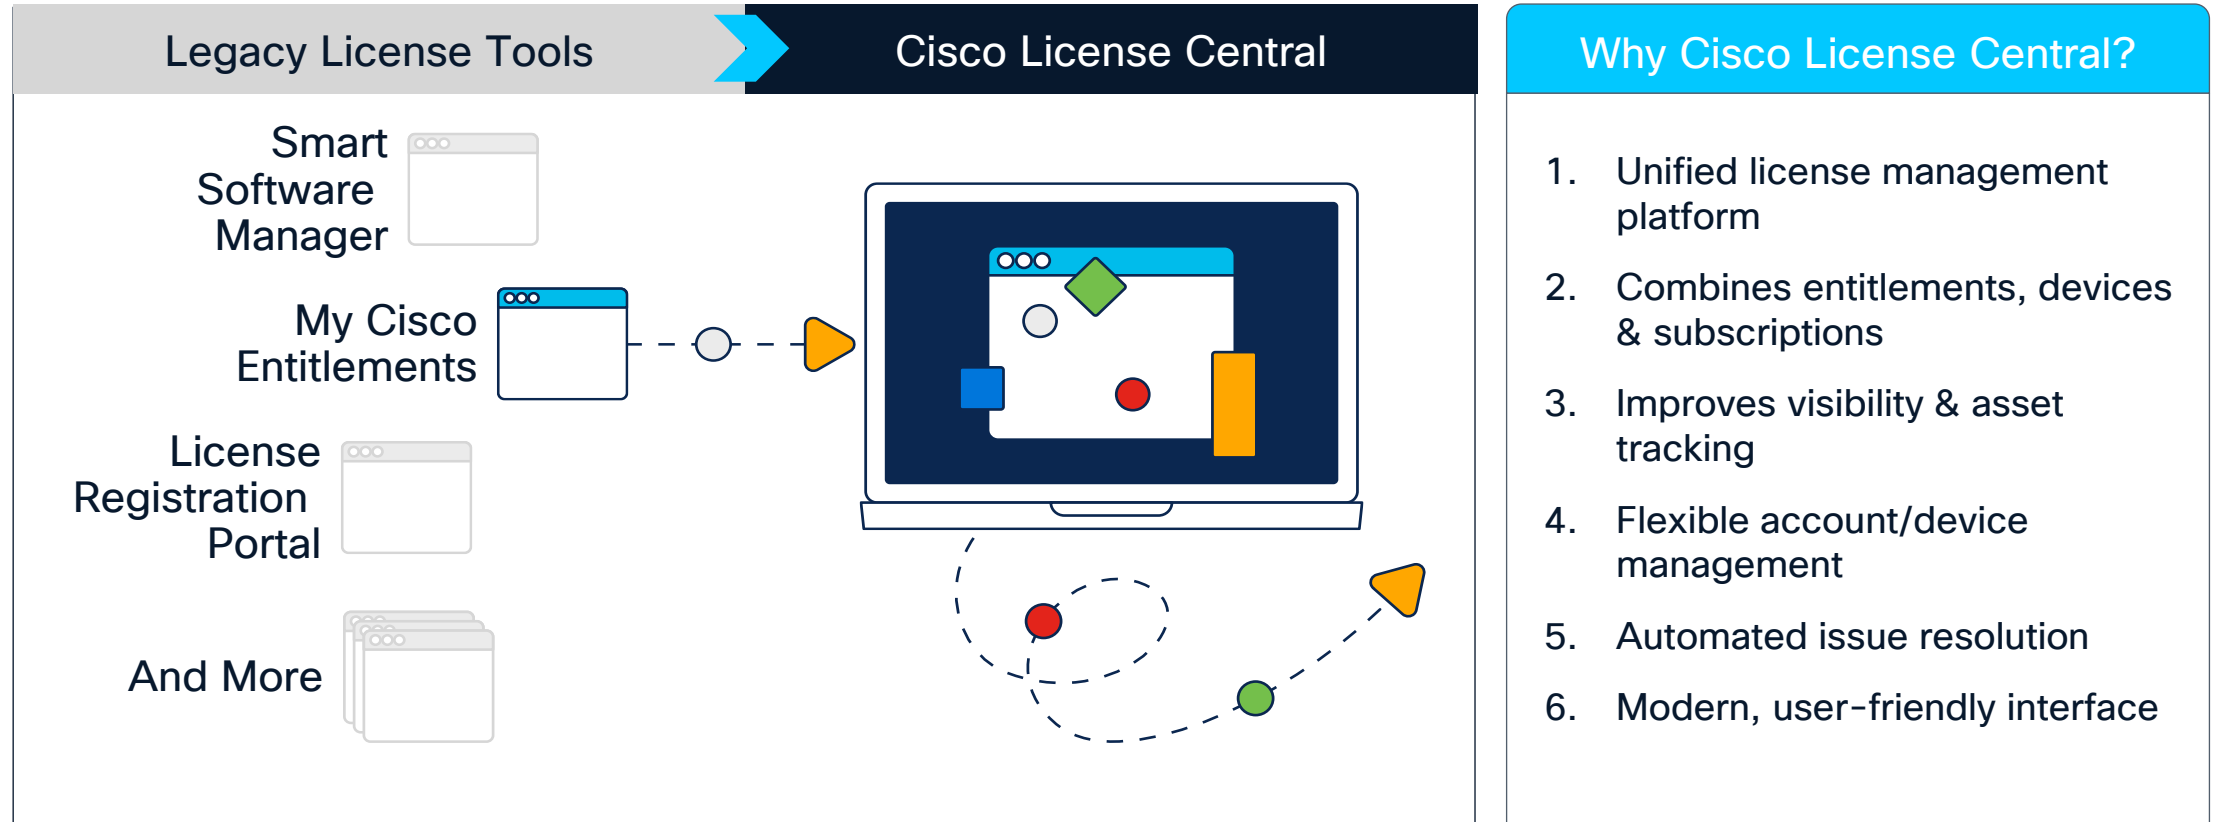 Legacy License Tools
Cisco License Central
Smart
Software
Manager
My Cisco
Entitlements
License
Registration
Portal
And More
Why Cisco License Central?
1. Unified license management
platform
2. Combines entitlements, devices
& subscriptions
3. Improves visibility & asset
tracking
4. Flexible account/device
management
5. Automated issue resolution
6. Modern, user-friendly interface